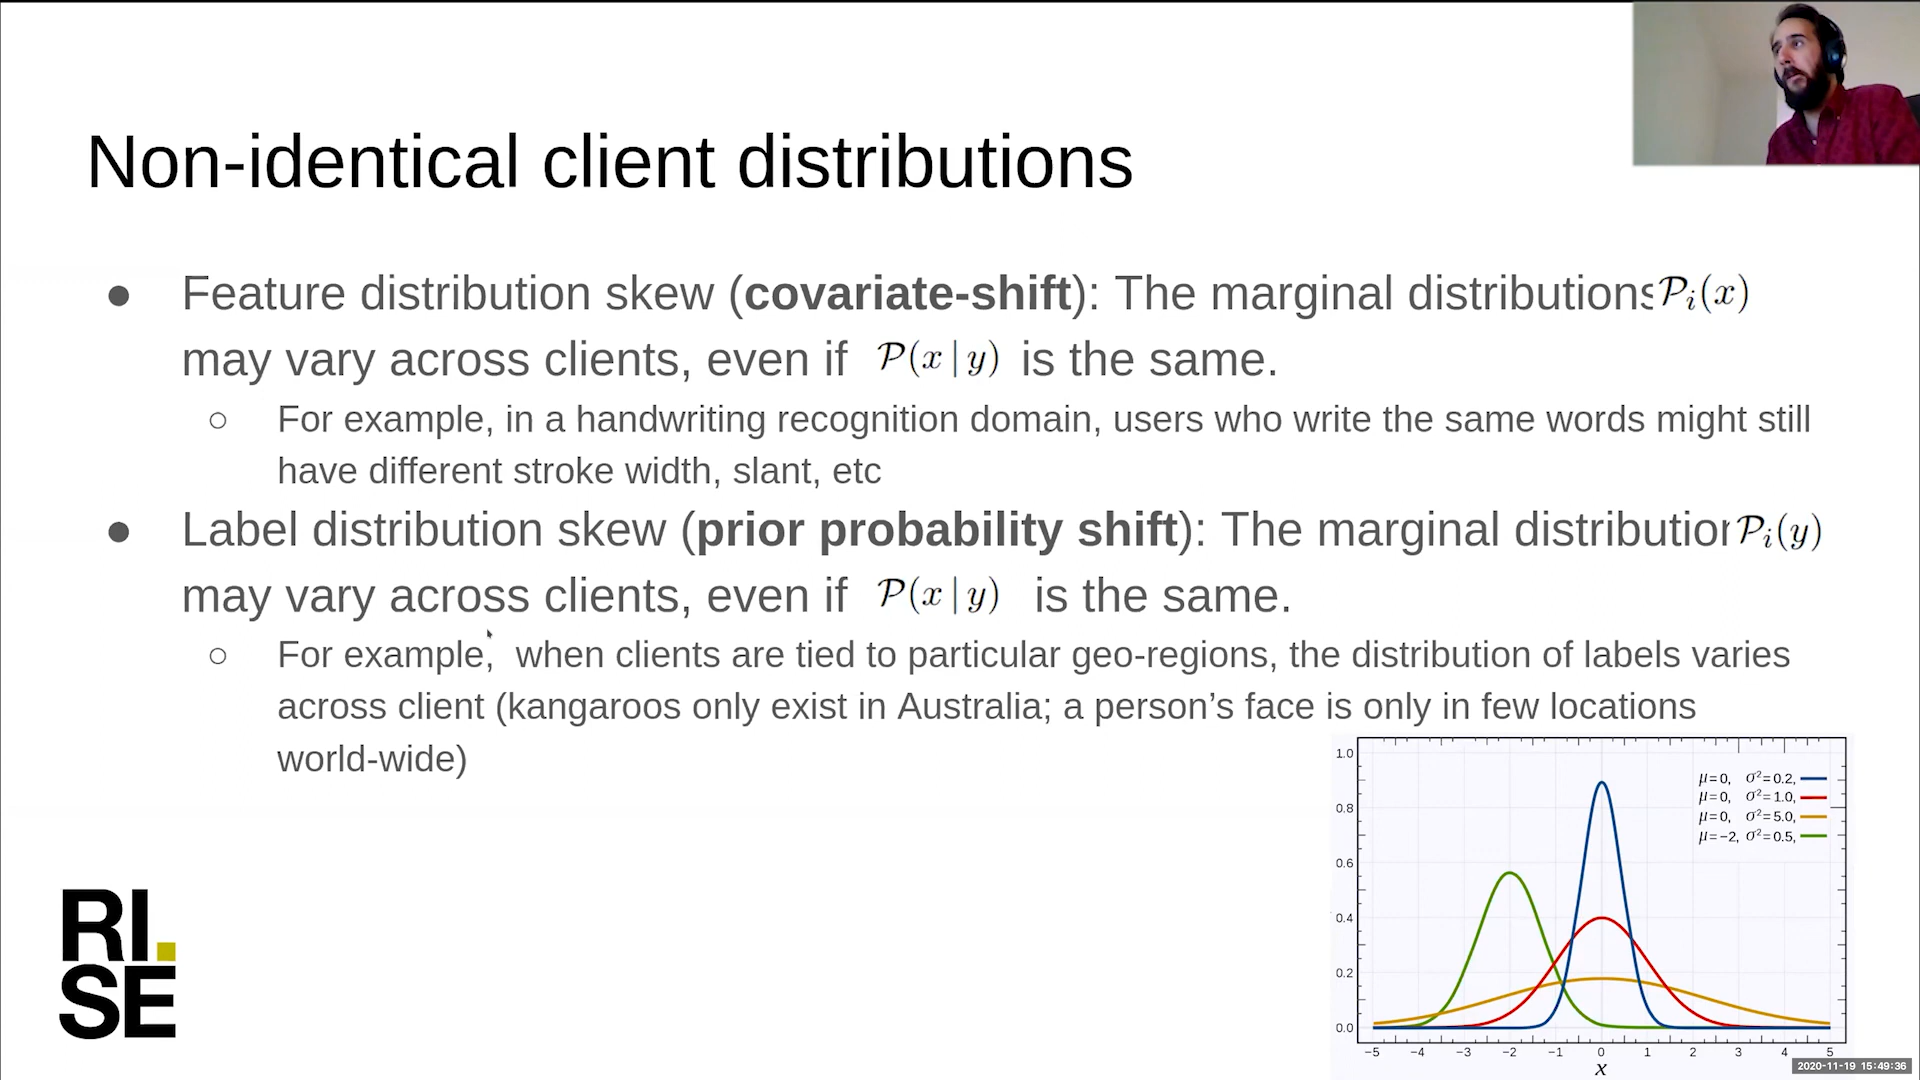 Non-identical client distributions
● Feature distribution skew (covariate-shift): The marginal distributions 𝒫ᵢ(x)
may vary across clients, even if 𝒫(x | y) is the same.
○ For example, in a handwriting recognition domain, users who write the same words might still
have different stroke width, slant, etc
● Label distribution skew (prior probability shift): The marginal distribution 𝒫ᵢ(y)
may vary across clients, even if 𝒫(x | y) is the same.
○ For example, when clients are tied to particular geo-regions, the distribution of labels varies
across client (kangaroos only exist in Australia; a person’s face is only in few locations
world-wide)
RI.
SE
1.0
0.8
0.6
0.4
0.2
0.0
μ=0, σ²=0.2,
μ=0, σ²=1.0,
μ=0, σ²=5.0,
μ=−2, σ²=0.5,
−5 −4 −3 −2 −1 0 1 2 3 4 5
x
2020-11-19 15:49:36